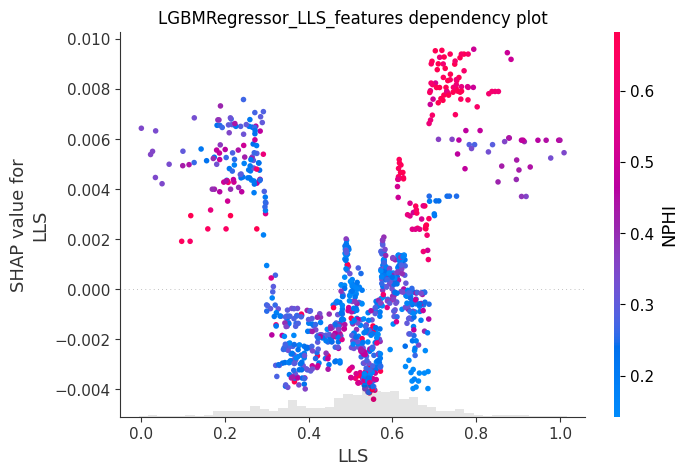 LGBMRegressor_LLS_features dependency plot
0.010
0.008
0.006
0.004
0.002
0.000
−0.002
−0.004
SHAP value for
LLS
0.0 0.2 0.4 0.6 0.8 1.0
LLS
0.6
0.5
0.4
0.3
0.2
NPHI